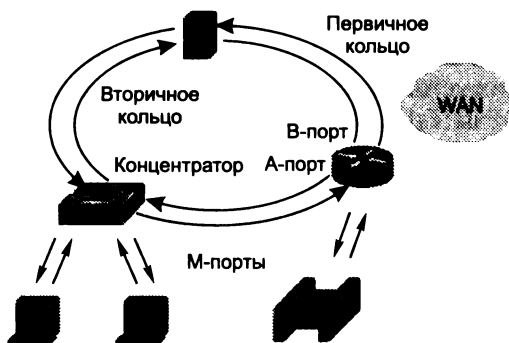 Первичное
кольцо
Вторичное
кольцо
WAN
В-порт
Концентратор
А-порт
М-порты